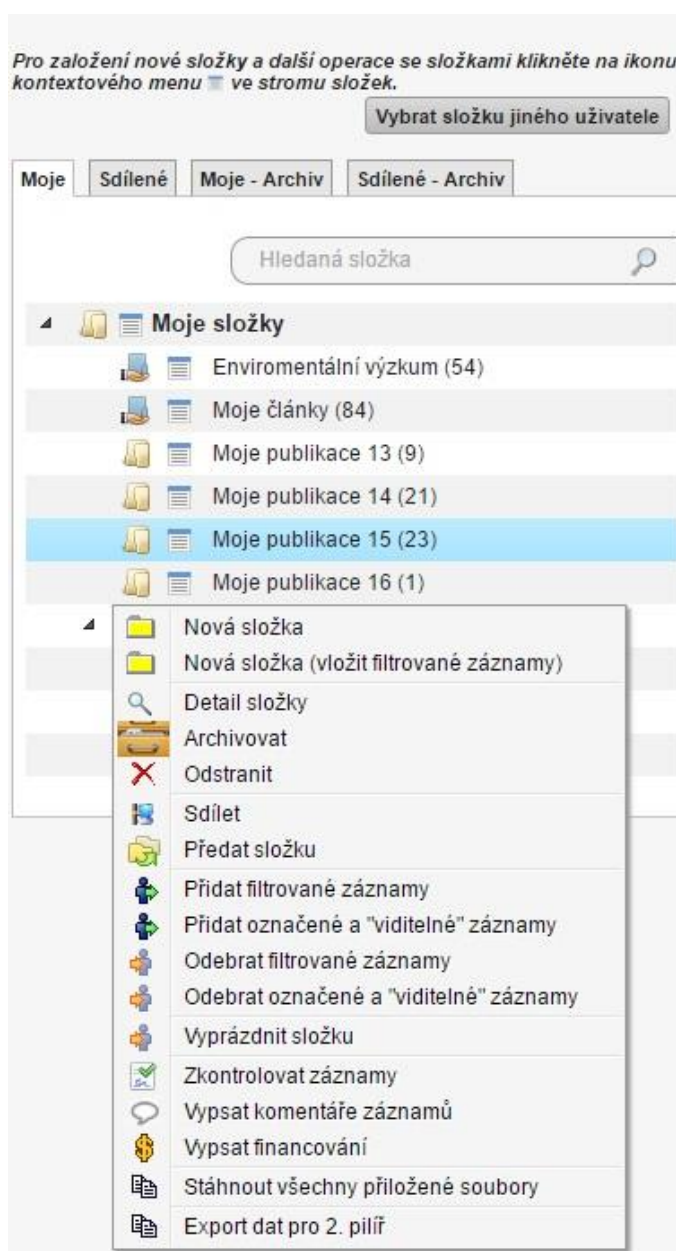 Pro založení nové složky a další operace se složkami klikněte na ikonu
kontextového menu ve stromu složek.
Vybrat složku jiného uživatele
Moje Sdílené Moje - Archiv Sdílené - Archiv
Hledaná složka
Moje složky
Enviromentální výzkum (54)
Moje články (84)
Moje publikace 13 (9)
Moje publikace 14 (21)
Moje publikace 15 (23)
Moje publikace 16 (1)
Nová složka
Nová složka (vložit filtrované záznamy)
Detail složky
Archivovat
Odstranit
Sdílet
Předat složku
Přidat filtrované záznamy
Přidat označené a "viditelné" záznamy
Odebrat filtrované záznamy
Odebrat označené a "viditelné" záznamy
Vyprázdnit složku
Zkontrolovat záznamy
Vypsat komentáře záznamů
Vypsat financování
Stáhnout všechny přiložené soubory
Export dat pro 2. pilíř